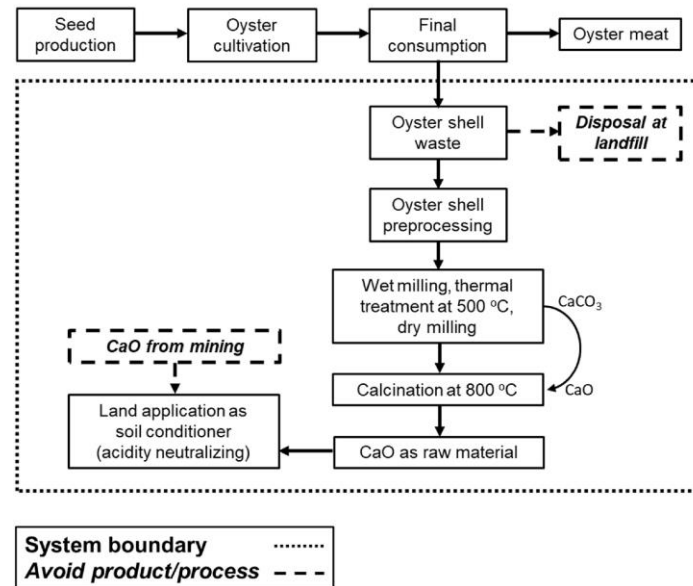 Seed
production
Oyster
cultivation
Final
consumption
Oyster meat
Oyster shell
waste
Disposal at
landfill
Oyster shell
preprocessing
Wet milling, thermal
treatment at 500 °C,
dry milling
CaCO₃
CaO from mining
Calcination at 800 °C
CaO
Land application as
soil conditioner
(acidity neutralizing)
CaO as raw material
System boundary
Avoid product/process